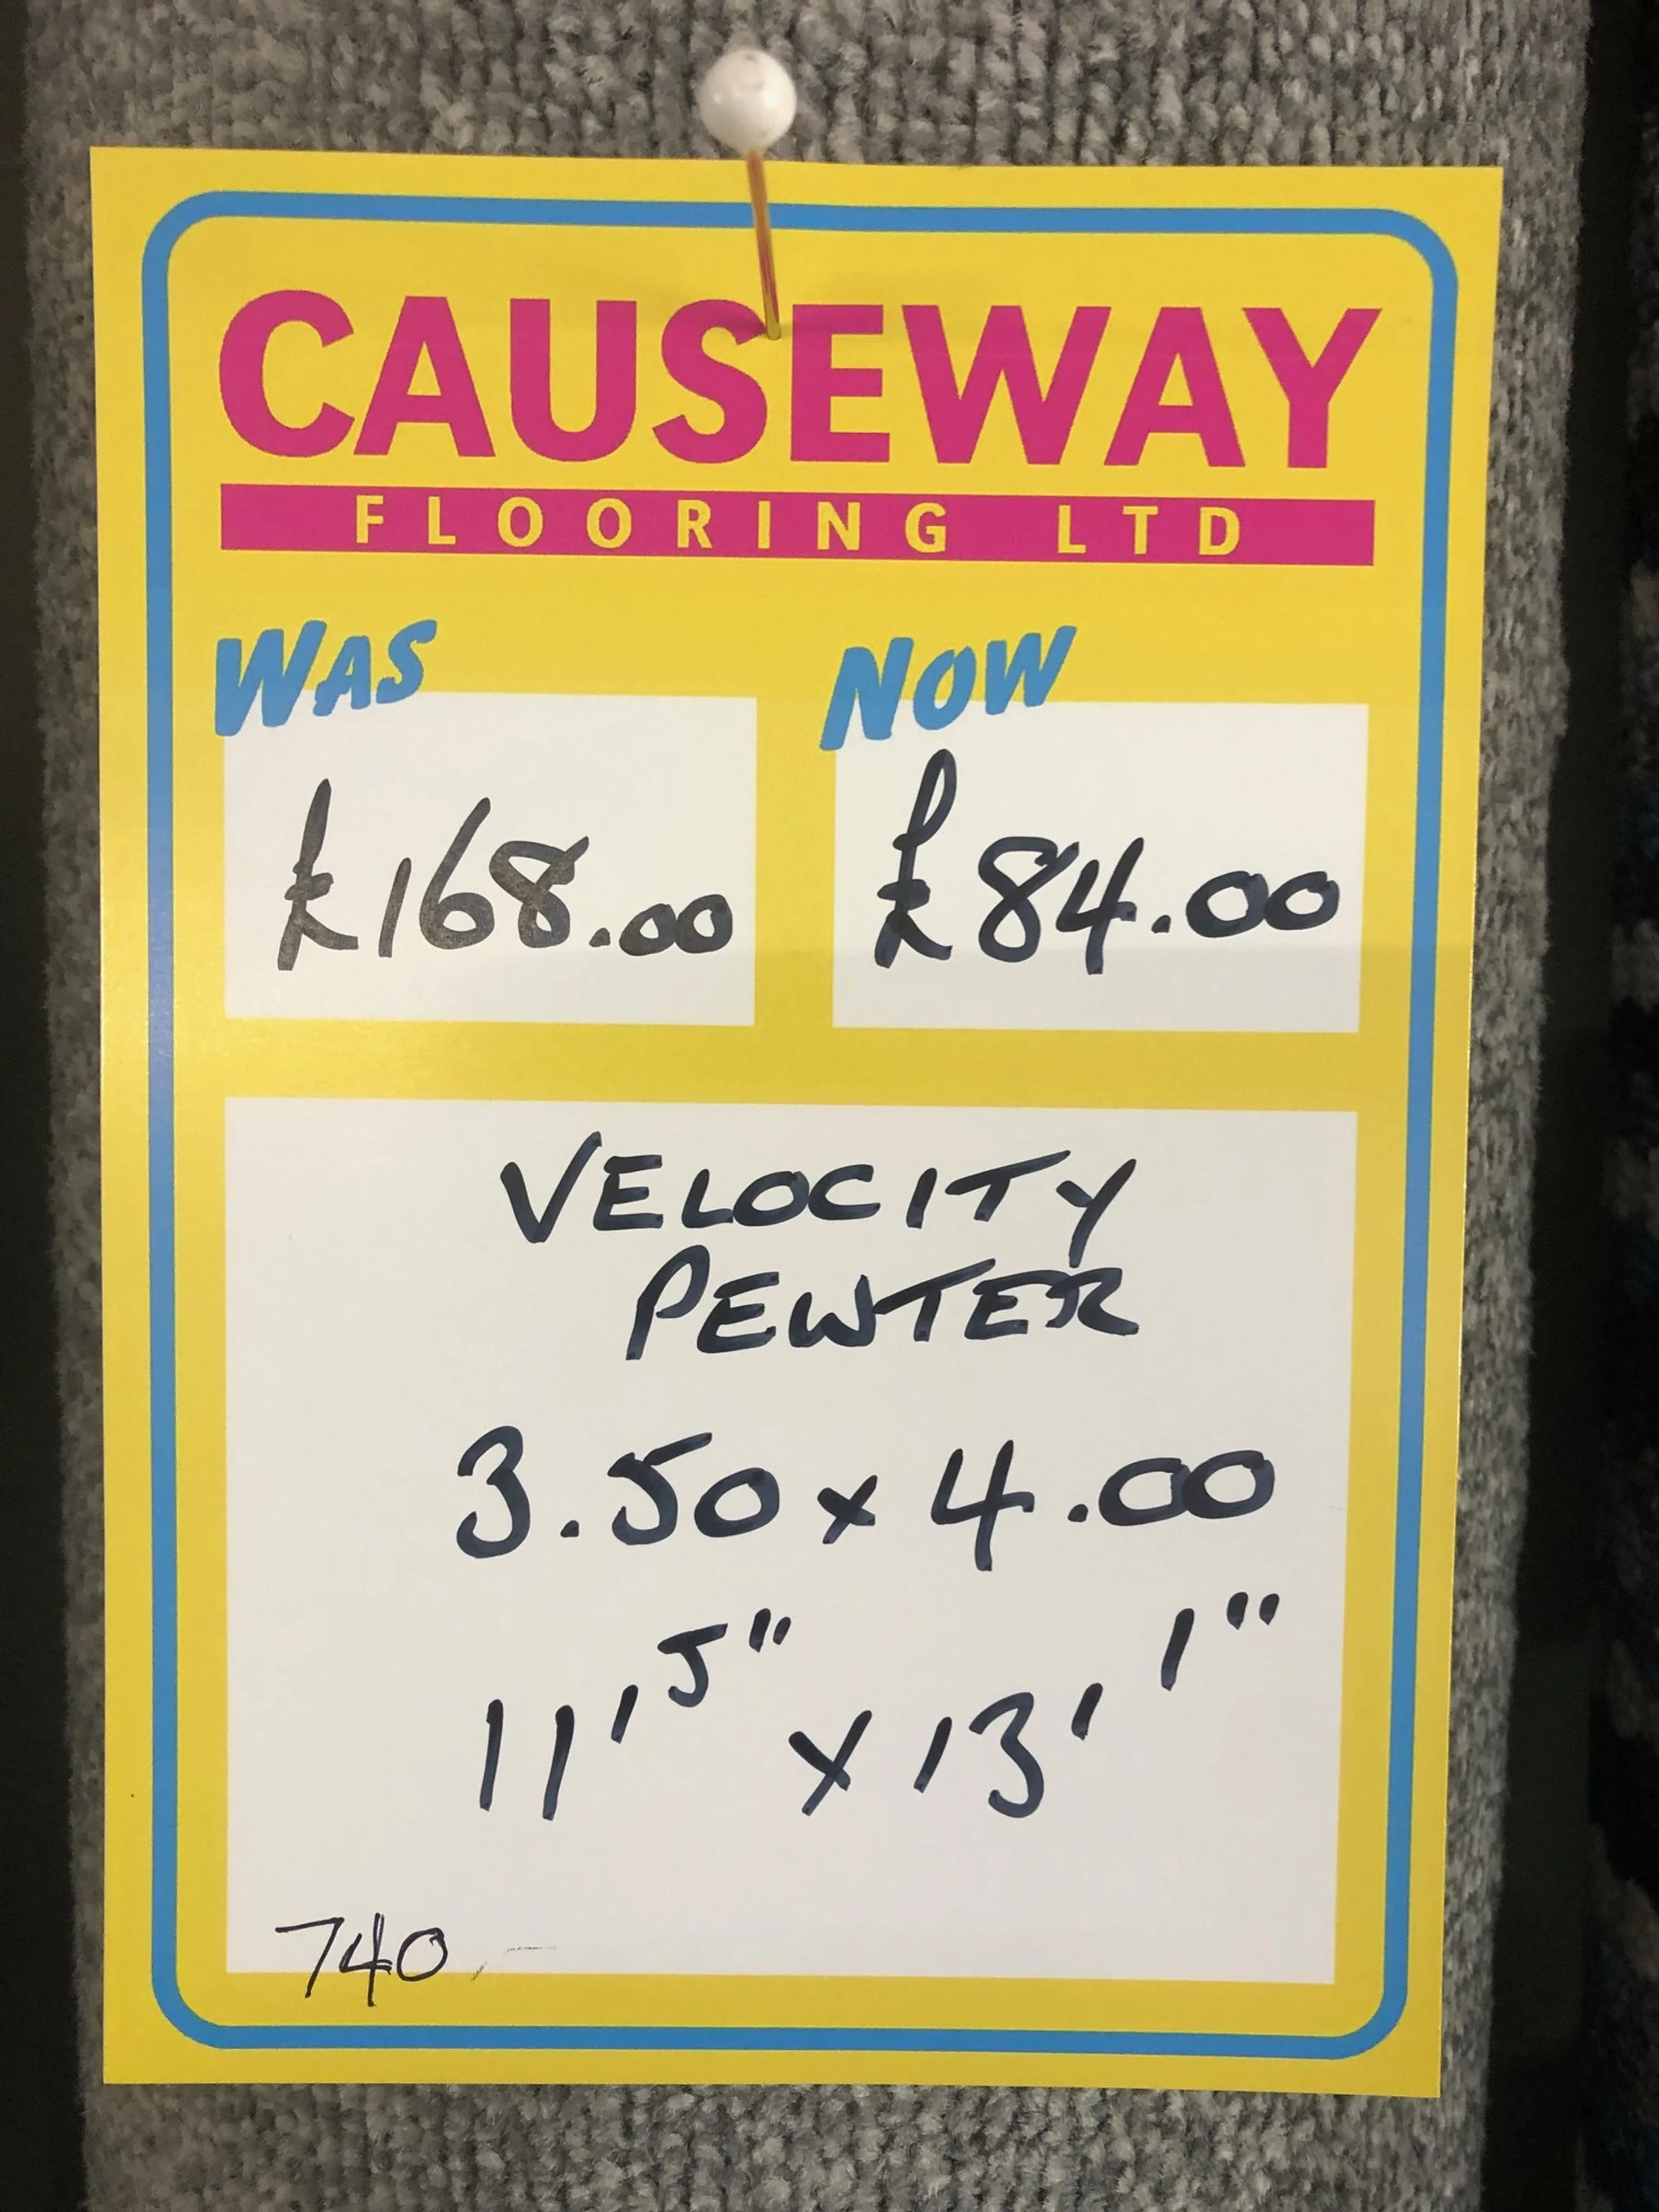 CAUSEWAY
FLOORING LTD
WAS NOW
£168.00 £84.00
VELOCITY
PEWTER
3.50 x 4.00
11'5" x 13'1"
740